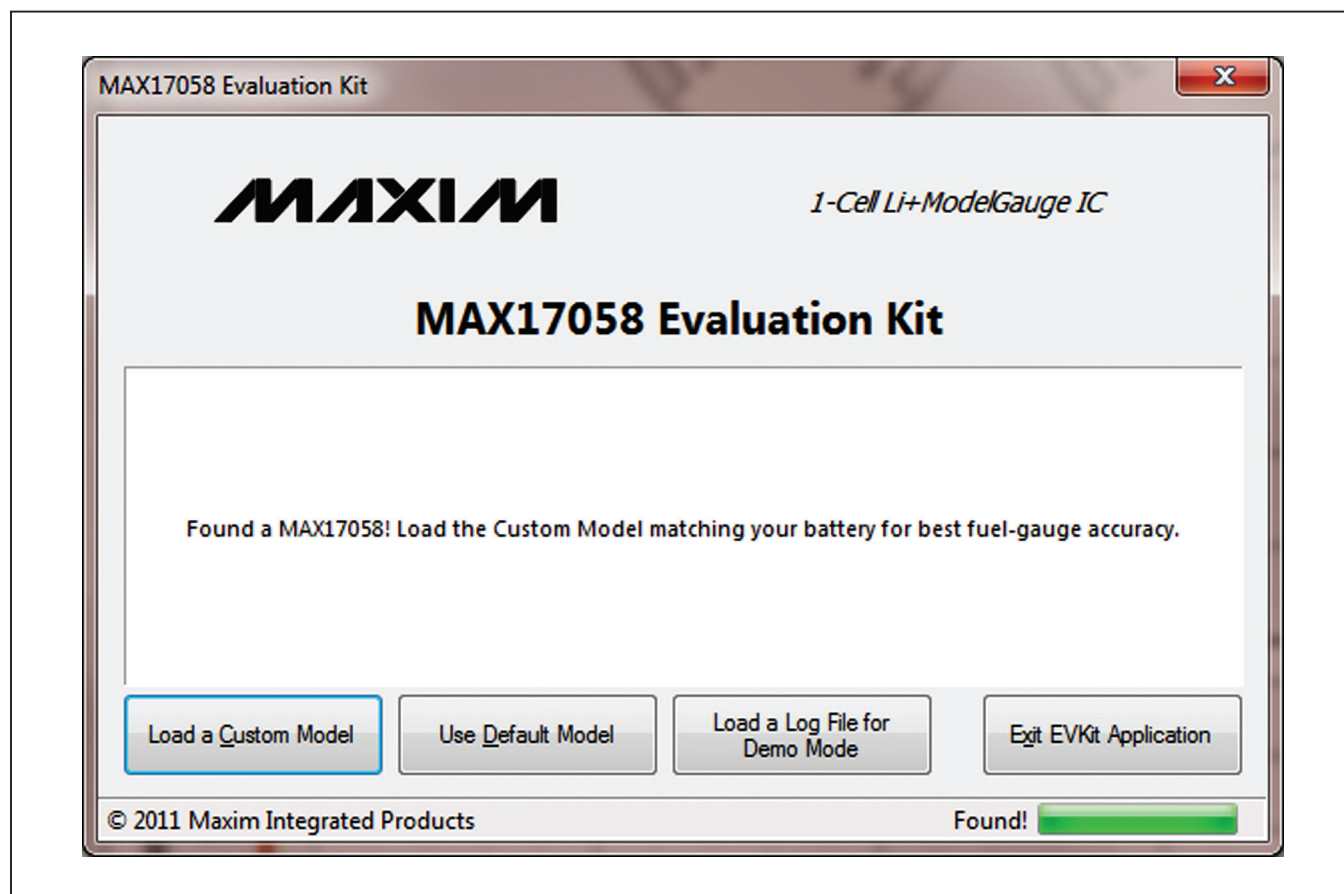 MAX17058 Evaluation Kit
x
MAXIM
1-Cell Li+ModelGauge IC
MAX17058 Evaluation Kit
Found a MAX17058! Load the Custom Model matching your battery for best fuel-gauge accuracy.
Load a Custom Model
Use Default Model
Load a Log File for
Demo Mode
Exit EVKit Application
© 2011 Maxim Integrated Products
Found!